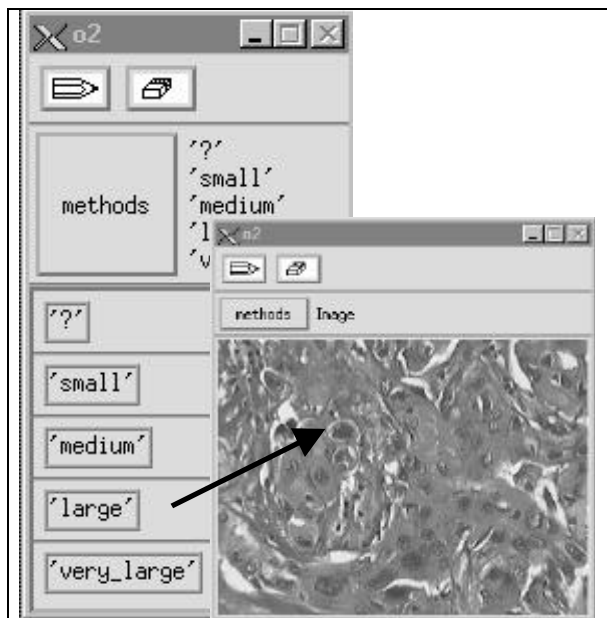 o2
'?'
'small'
methods
'medium'
o2
methods Image
'?'
'small'
'medium'
'large'
'very_large'